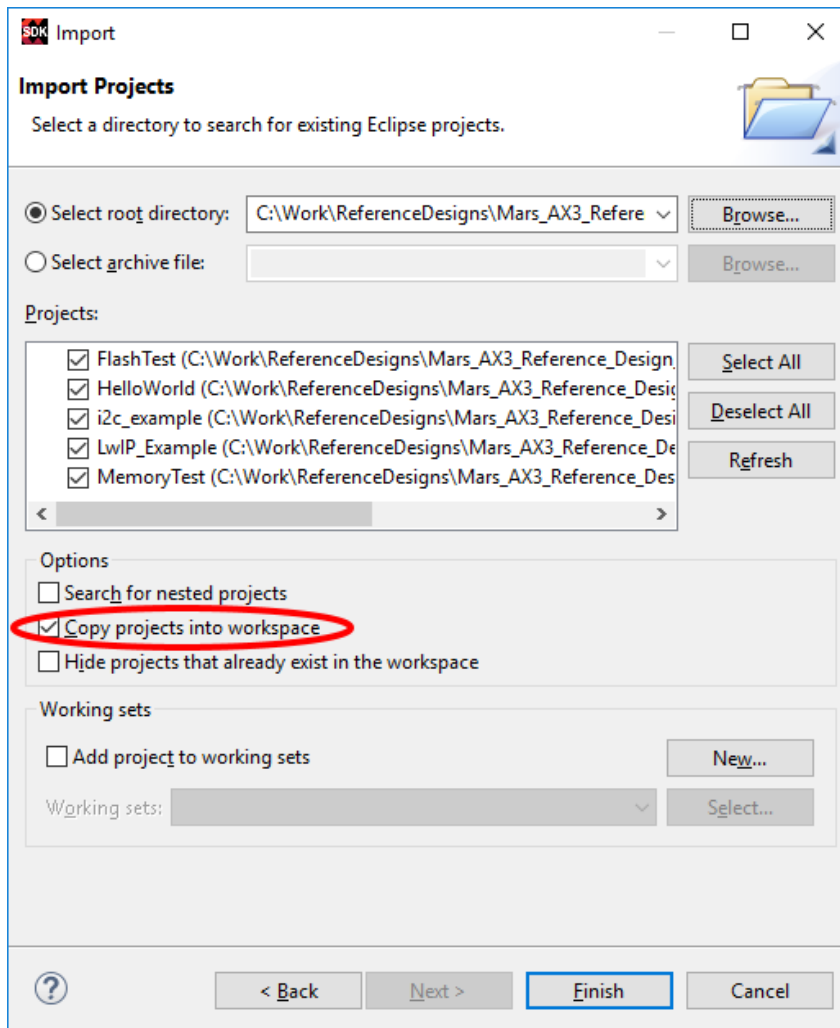 SDK Import
Import Projects
Select a directory to search for existing Eclipse projects.
Select root directory: C:\Work\ReferenceDesigns\Mars_AX3_Refere Browse...
Select archive file: Browse...
Projects:
FlashTest (C:\Work\ReferenceDesigns\Mars_AX3_Reference_Design_
HelloWorld (C:\Work\ReferenceDesigns\Mars_AX3_Reference_Desig
i2c_example (C:\Work\ReferenceDesigns\Mars_AX3_Reference_Desi
LwIP_Example (C:\Work\ReferenceDesigns\Mars_AX3_Reference_De
MemoryTest (C:\Work\ReferenceDesigns\Mars_AX3_Reference_Des
Select All
Deselect All
Refresh
Options
Search for nested projects
Copy projects into workspace
Hide projects that already exist in the workspace
Working sets
Add project to working sets New...
Working sets: Select...
? < Back Next > Finish Cancel